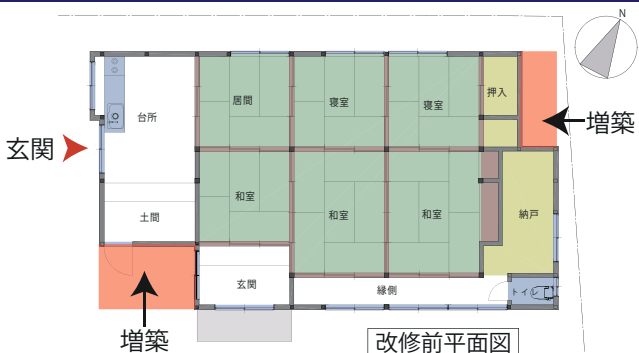 N
押入
居間
寝室
寝室
台所
増築
玄関
和室
和室
和室
納戸
土間
玄関
縁側
トイレ
増築
改修前平面図